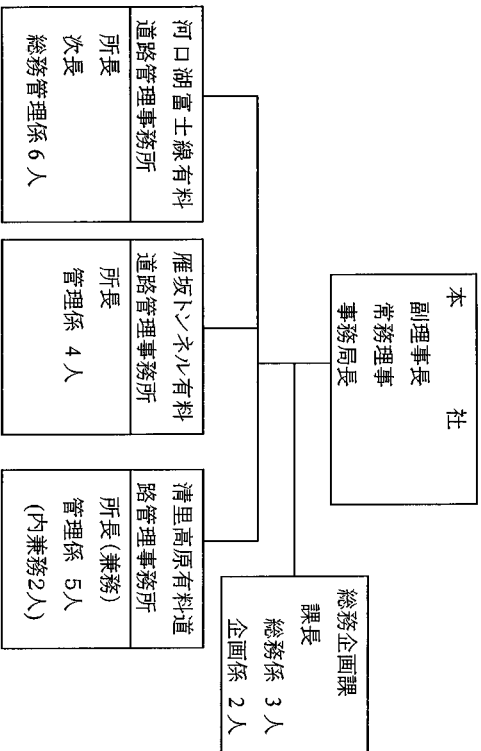 本　　社
副理事長
常務理事
事務局長
総務企画課
課長
総務係 3人
企画係 2人
河口湖富士線有料
道路管理事務所
所長
次長
総務管理係6人
雁坂トンネル有料
道路管理事務所
所長
管理係 4人
清里高原有料道
路管理事務所
所長(兼務)
管理係 5人
(内兼務2人)